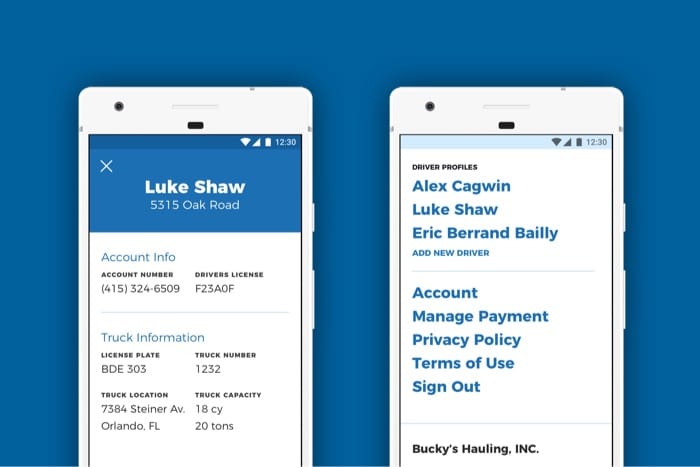 12:30
Luke Shaw
5315 Oak Road
Account Info
ACCOUNT NUMBER DRIVERS LICENSE
(415) 324-6509 F23A0F
Truck Information
LICENSE PLATE TRUCK NUMBER
BDE 303 1232
TRUCK LOCATION TRUCK CAPACITY
7384 Steiner Av. 18 cy
Orlando, FL 20 tons
12:30
DRIVER PROFILES
Alex Cagwin
Luke Shaw
Eric Berrand Bailly
ADD NEW DRIVER
Account
Manage Payment
Privacy Policy
Terms of Use
Sign Out
Bucky's Hauling, INC.